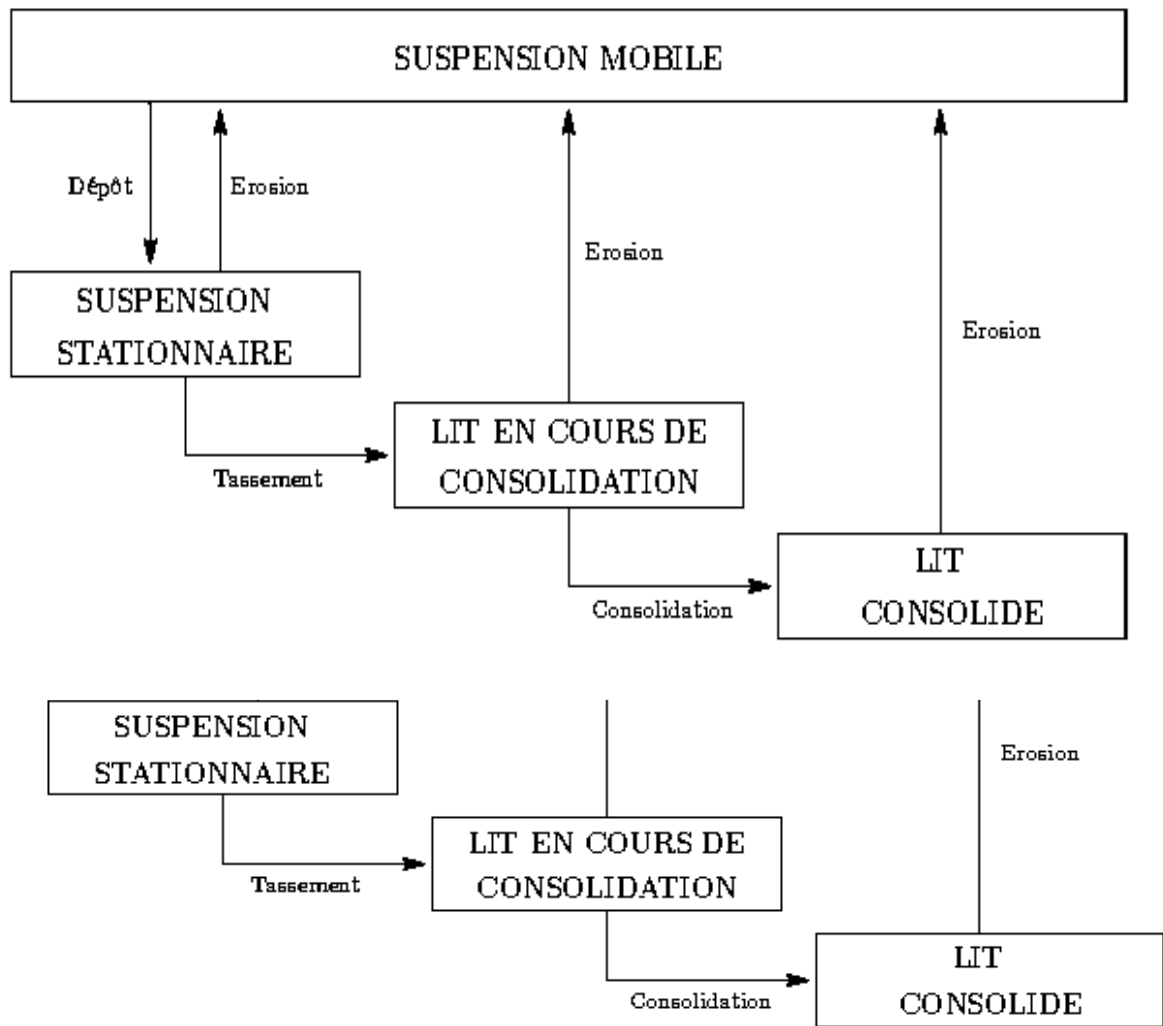 SUSPENSION MOBILE
Dépôt
Erosion
Erosion
SUSPENSION
STATIONNAIRE
Erosion
LIT EN COURS DE
CONSOLIDATION
Tassement
LIT
CONSOLIDE
Consolidation
SUSPENSION
STATIONNAIRE
Erosion
LIT EN COURS DE
CONSOLIDATION
Tassement
LIT
CONSOLIDE
Consolidation